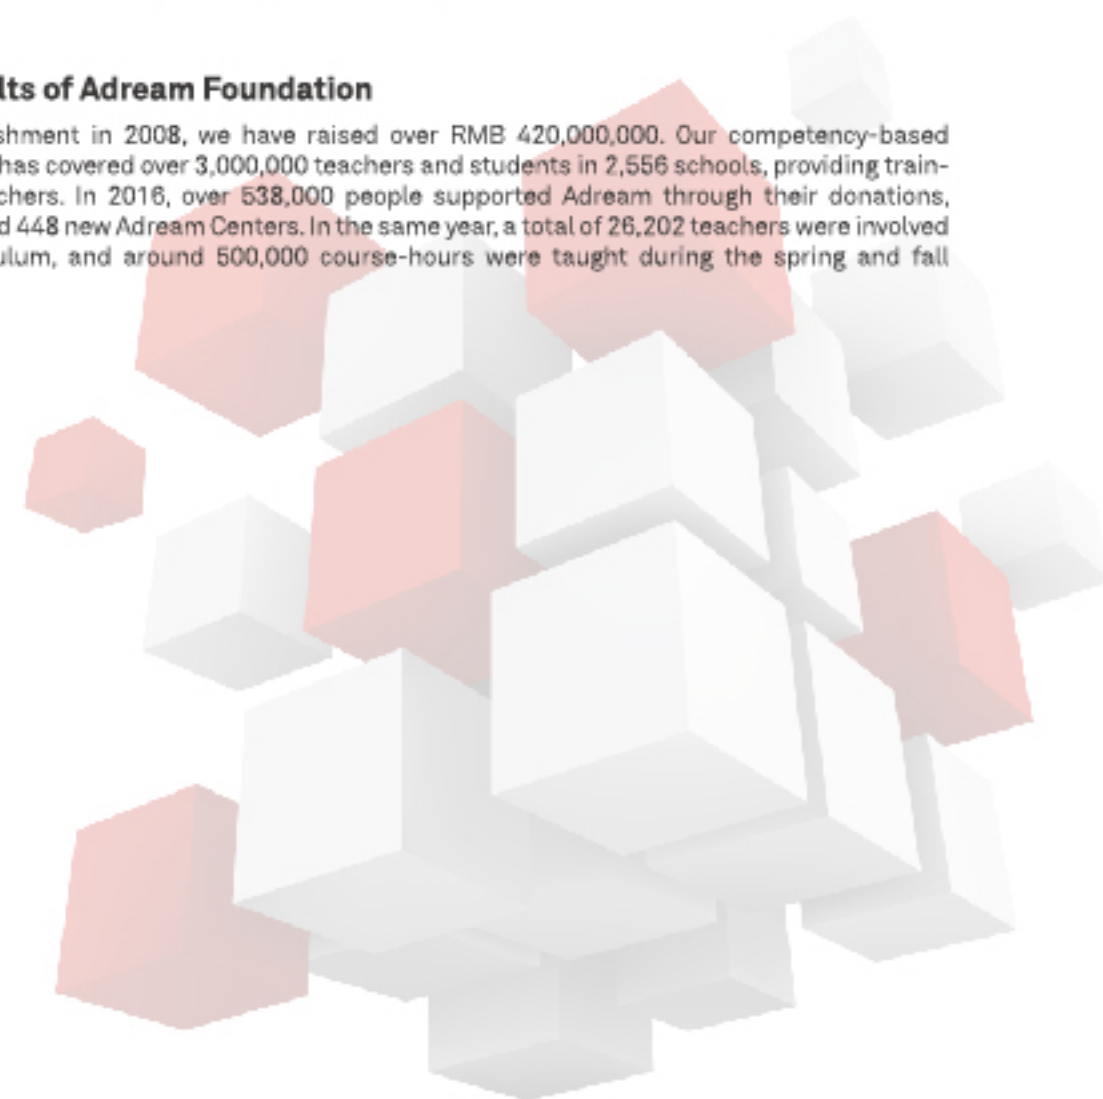 lts of Adream Foundation
shment in 2008, we have raised over RMB 420,000,000. Our competency-based
has covered over 3,000,000 teachers and students in 2,556 schools, providing train-
chers. In 2016, over 538,000 people supported Adream through their donations,
d 448 new Adream Centers. In the same year, a total of 26,202 teachers were involved
ulum, and around 500,000 course-hours were taught during the spring and fall